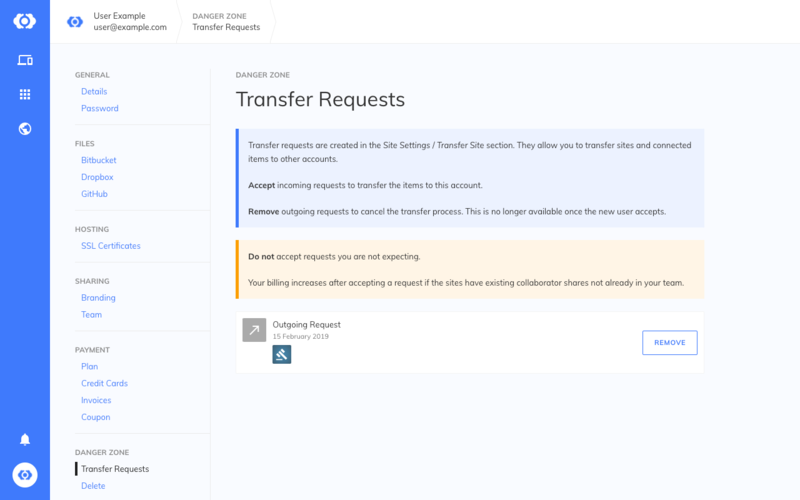 User Example
user@example.com
DANGER ZONE
Transfer Requests
GENERAL
Details
Password
FILES
Bitbucket
Dropbox
GitHub
HOSTING
SSL Certificates
SHARING
Branding
Team
PAYMENT
Plan
Credit Cards
Invoices
Coupon
DANGER ZONE
Transfer Requests
Delete
DANGER ZONE
Transfer Requests
Transfer requests are created in the Site Settings / Transfer Site section. They allow you to transfer sites and connected
items to other accounts.
Accept incoming requests to transfer the items to this account.
Remove outgoing requests to cancel the transfer process. This is no longer available once the new user accepts.
Do not accept requests you are not expecting.
Your billing increases after accepting a request if the sites have existing collaborator shares not already in your team.
Outgoing Request
15 February 2019
REMOVE